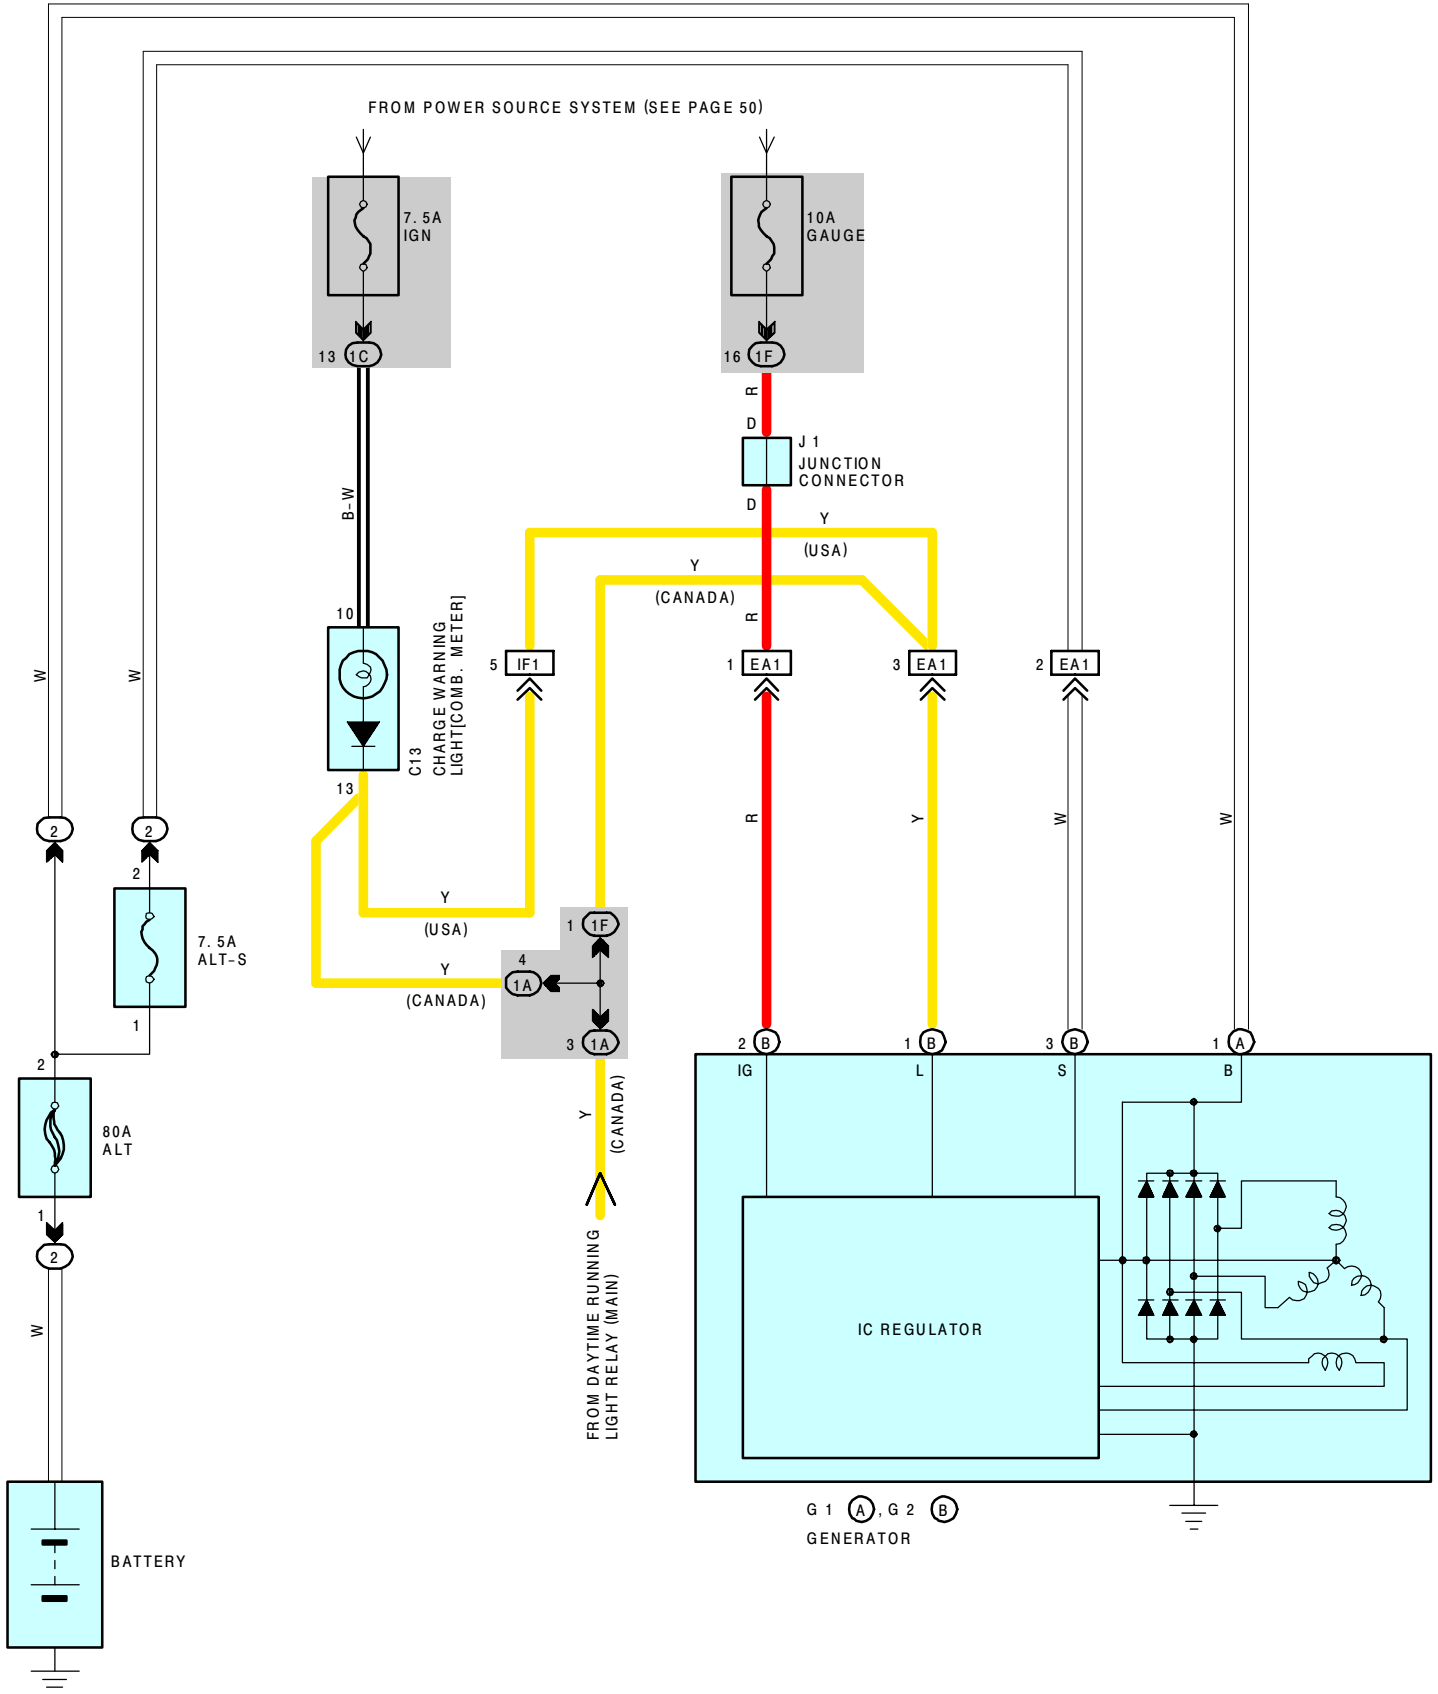 FROM POWER SOURCE SYSTEM (SEE PAGE 50)
7.5A
IGN
10A
GAUGE
13 1C
16 1F
R
D
J 1
JUNCTION
CONNECTOR
D
B-W
Y
(USA)
Y
(CANADA)
R
10
CHARGE WARNING
LIGHT[COMB. METER]
C13
13
5 IF1
1 EA1
3 EA1
2 EA1
W
W
R
Y
W
W
2
2
2
7.5A
ALT-S
1
Y
(USA)
Y
(CANADA)
1 1F
4
1A
3 1A
Y
(CANADA)
FROM DAYTIME RUNNING
LIGHT RELAY (MAIN)
2
80A
ALT
1
2
W
BATTERY
2 B
1 B
3 B
1 A
IG
L
S
B
IC REGULATOR
G 1 A, G 2 B
GENERATOR